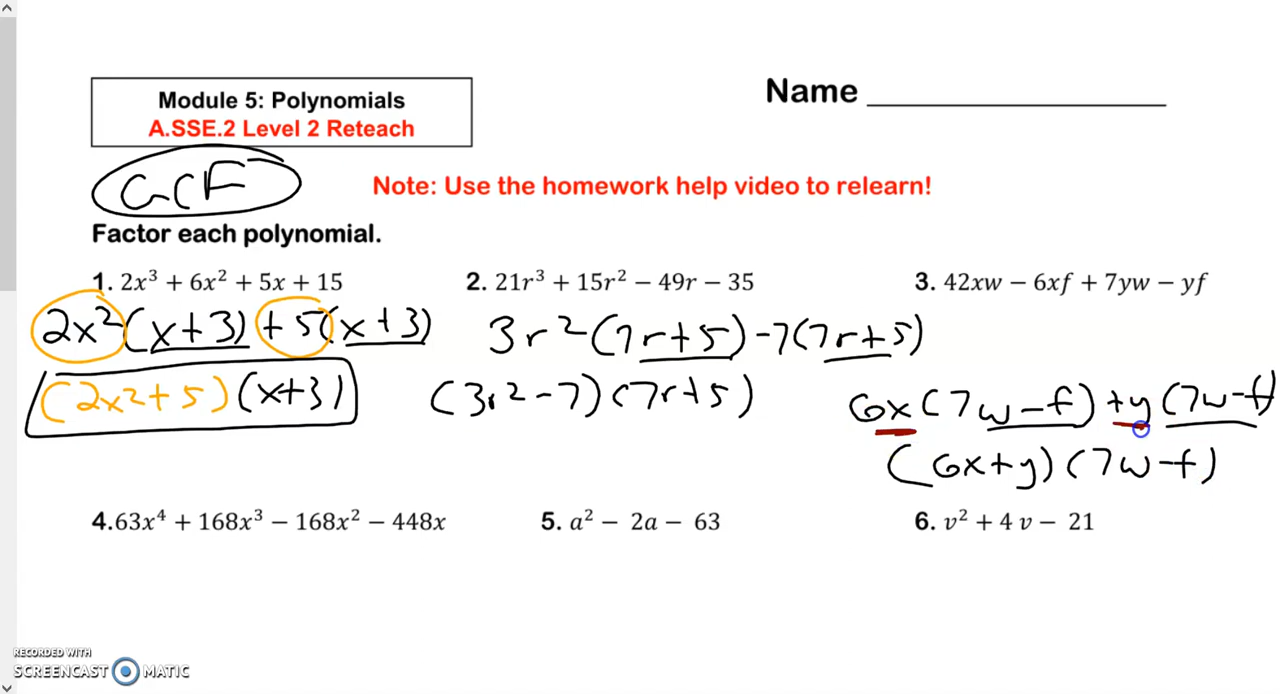 Module 5: Polynomials
A.SSE.2 Level 2 Reteach
Name
GCF
Note: Use the homework help video to relearn!
Factor each polynomial.
1. 2x³ + 6x² + 5x + 15
2. 21r³ + 15r² − 49r − 35
3. 42xw − 6xf + 7yw − yf
2x²(x+3) +5(x+3)
3r²(7r+5) -7(7r+5)
(2x²+5)(x+3)
(3r²-7)(7r+5)
6x(7w-f) +y(7w-f)
(6x+y)(7w-f)
4.63x⁴ + 168x³ − 168x² − 448x
5. a² − 2a − 63
6. v² + 4 v − 21
RECORDED WITH
SCREENCAST MATIC